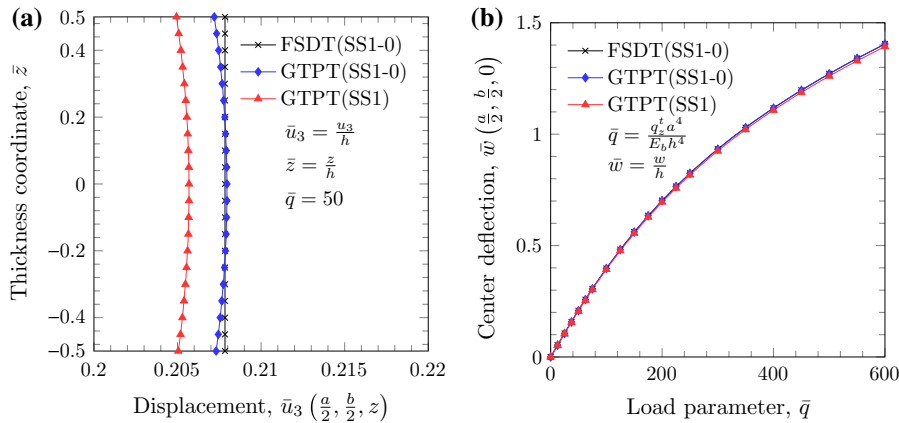 (a)
Thickness coordinate, z̄
0.5
0.4
0.2
0
−0.2
−0.4
−0.5
FSDT(SS1-0)
GTPT(SS1-0)
GTPT(SS1)
ū₃ = u₃/h
z̄ = z/h
q̄ = 50
0.2 0.205 0.21 0.215 0.22
Displacement, ū₃ (a/2, b/2, z)
(b)
Center deflection, w̄ (a/2, b/2, 0)
1.5
1
0.5
0
FSDT(SS1-0)
GTPT(SS1-0)
GTPT(SS1)
q̄ = q_z^t a⁴/E_b h⁴
w̄ = w/h
0 200 400 600
Load parameter, q̄